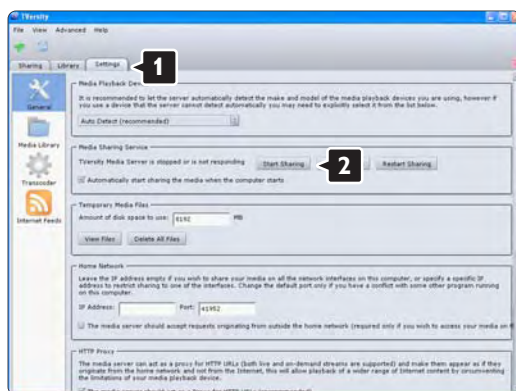 TVersity
File View Advanced Help
Sharing Library Settings
1
General
Media Library
Transcoder
Internet Feeds
Media Playback
It is recommended to let the server automatically detect the make and model of the media playback devices you are using, however if
you use a device that the server cannot detect automatically you may need to explicitly select it from the list below.
Auto Detect (recommended)
Media Sharing Service
TVersity Media Server is stopped or is not responding Start Sharing 2 Restart Sharing
Automatically start sharing the media when the computer starts
Temporary Media Files
Amount of disk space to use: 8192 MB
View Files Delete All Files
Home Network
Leave the IP address empty if you wish to share your media on all the network interfaces on this computer, or specify a specific IP
address to restrict sharing to one of the interfaces. Change the default port only if you have a conflict with some other program running
on this computer.
IP Address: Port: 41952
The media server should accept requests originating from outside the home network (required only if you wish to access your media on
HTTP Proxy
The media server can act as a proxy for HTTP URLs (both live and on-demand streams are supported) and make them appear as if they
originate from the home network and not from the Internet, this will allow playback of a wider range of Internet content by circumventing
the limitations of your media playback device.